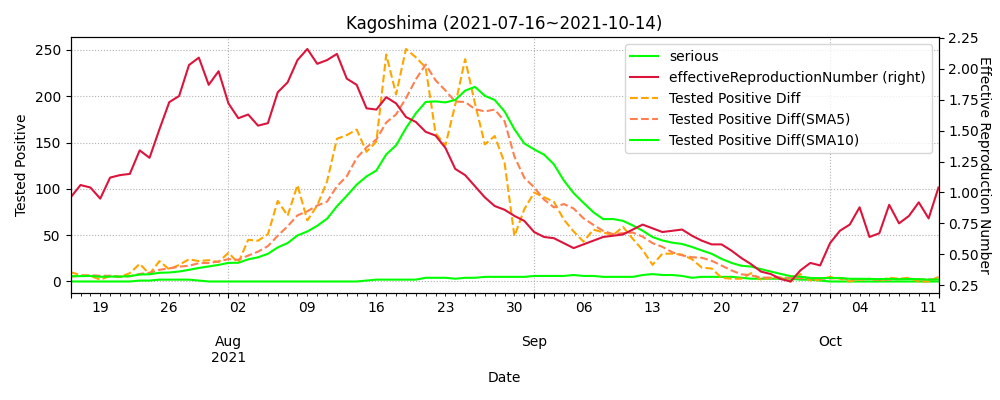 Kagoshima (2021-07-16~2021-10-14)
250
200
150
100
50
0
Tested Positive
2.25
2.00
1.75
1.50
1.25
1.00
0.75
0.50
0.25
Effective Reproduction Number
serious
effectiveReproductionNumber (right)
Tested Positive Diff
Tested Positive Diff(SMA5)
Tested Positive Diff(SMA10)
19 26 02 09 16 23 30 06 13 20 27 04 11
Aug Sep Oct
2021
Date